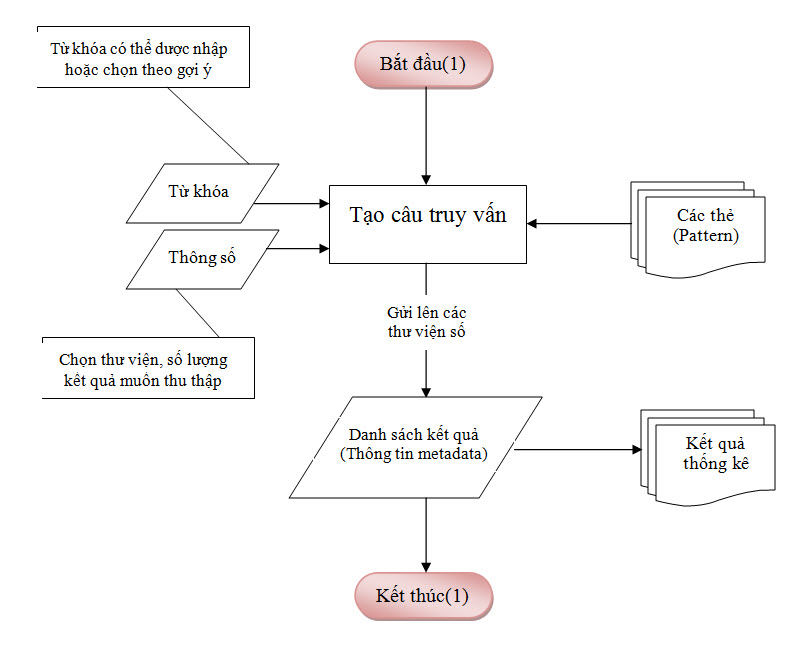 Từ khóa có thể dược nhập
hoặc chọn theo gợi ý
Bắt đầu(1)
Từ khóa
Thông số
Tạo câu truy vấn
Các thẻ
(Pattern)
Gửi lên các
thư viện số
Chọn thư viện, số lượng
kết quả muốn thu thập
Danh sách kết quả
(Thông tin metadata)
Kết quả
thống kê
Kết thúc(1)